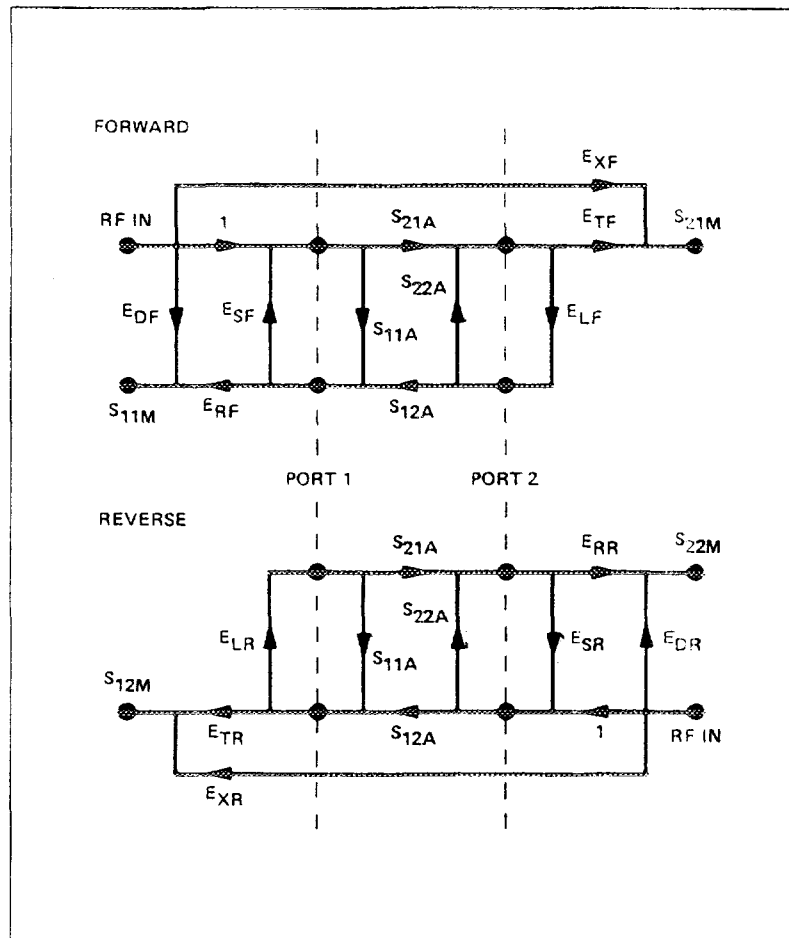 FORWARD
E_XF
RF IN 1 S_21A E_TF S_21M
E_DF E_SF S_11A S_22A E_LF
S_11M E_RF S_12A
PORT 1 PORT 2
REVERSE
S_21A E_RR S_22M
E_LR S_11A S_22A E_SR E_DR
S_12M E_TR S_12A 1 RF IN
E_XR